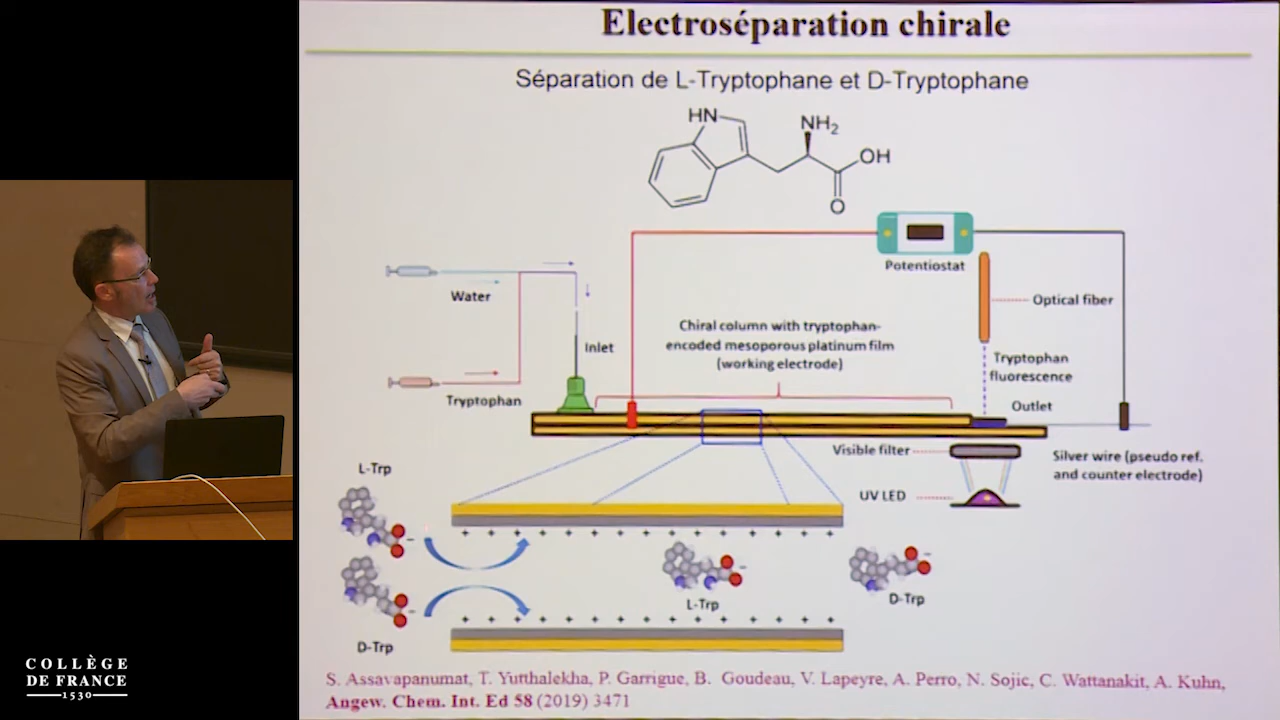 Electroséparation chirale
Séparation de L-Tryptophane et D-Tryptophane
HN
NH2
OH
O
Potentiostat
Water
Optical fiber
Chiral column with tryptophan-
encoded mesoporous platinum film
(working electrode)
Inlet
Tryptophan
fluorescence
Tryptophan
Outlet
Visible filter
Silver wire (pseudo ref.
and counter electrode)
L-Trp
UV LED
+ + + + + + + + + + + + + + +
L-Trp
D-Trp
+ + + + + + + + + + + + + + +
D-Trp
COLLÈGE
DE FRANCE
1530
S. Assavapanumat, T. Yutthalekha, P. Garrigue, B. Goudeau, V. Lapeyre, A. Perro, N. Sojic, C. Wattanakit, A. Kuhn,
Angew. Chem. Int. Ed 58 (2019) 3471